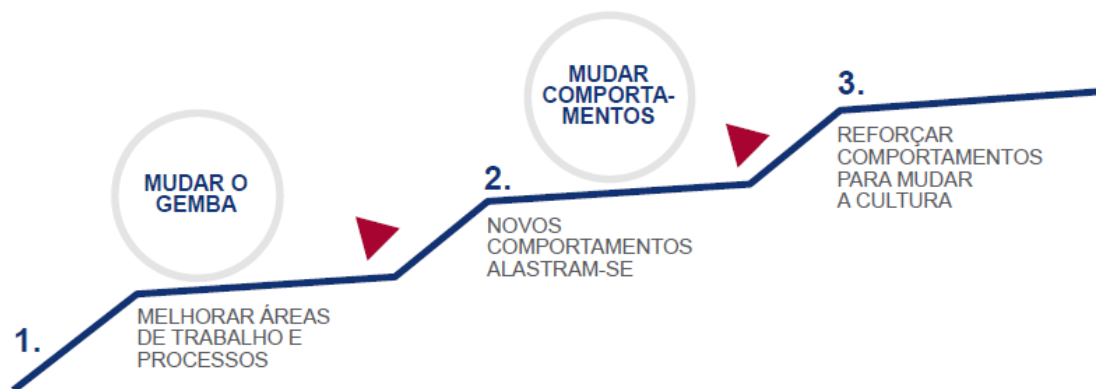 1.
MUDAR O
GEMBA
MELHORAR ÁREAS
DE TRABALHO E
PROCESSOS
2.
MUDAR
COMPORTA-
MENTOS
NOVOS
COMPORTAMENTOS
ALASTRAM-SE
3.
REFORÇAR
COMPORTAMENTOS
PARA MUDAR
A CULTURA